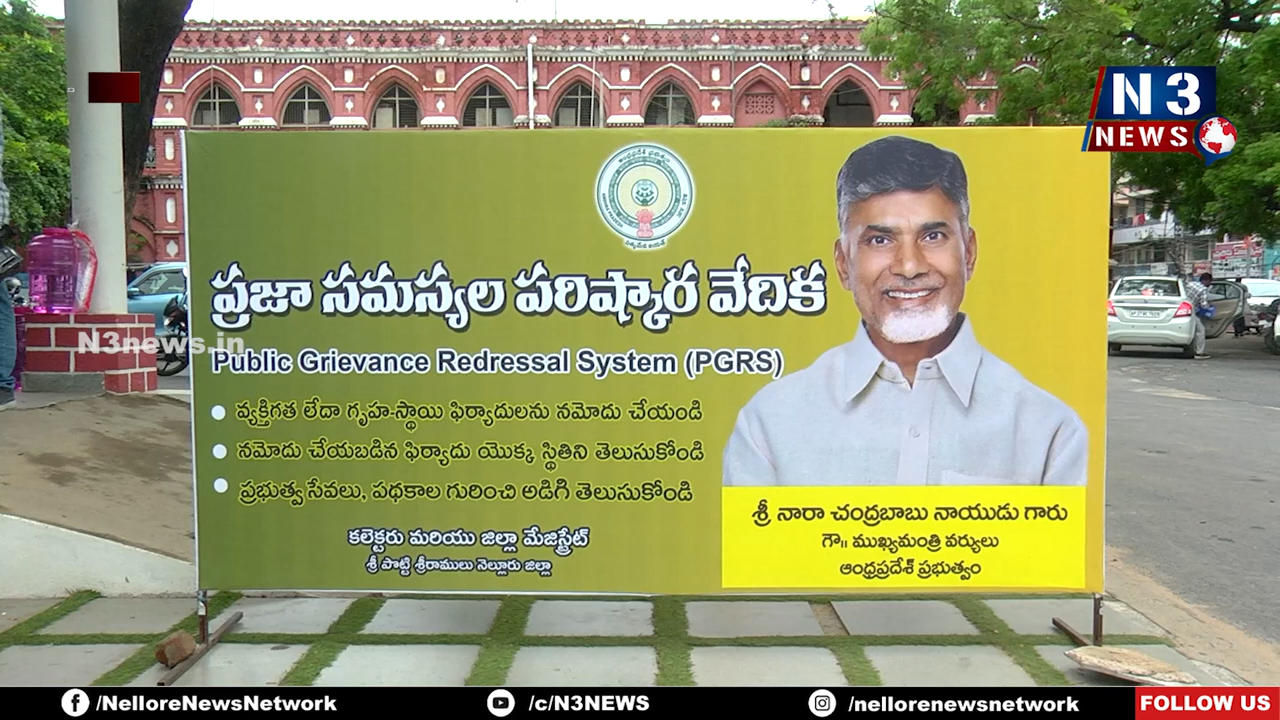 N3
NEWS
ప్రజా సమస్యల పరిష్కార వేదిక
N3news.in
Public Grievance Redressal System (PGRS)
వ్యక్తిగత లేదా గృహ-స్థాయి ఫిర్యాదులను నమోదు చేయండి
నమోదు చేయబడిన ఫిర్యాదు యొక్క స్థితిని తెలుసుకోండి
ప్రభుత్వ సేవలు, పథకాల గురించి అడిగి తెలుసుకోండి
కలెక్టరు మరియు జిల్లా మేజిస్ట్రేట్
శ్రీ పొట్టి శ్రీరాములు నెల్లూరు జిల్లా
శ్రీ నారా చంద్రబాబు నాయుడు గారు
గౌ॥ ముఖ్యమంత్రి వర్యులు
ఆంధ్రప్రదేశ్ ప్రభుత్వం
/NelloreNewsNetwork /c/N3NEWS /nellorenewsnetwork FOLLOW US